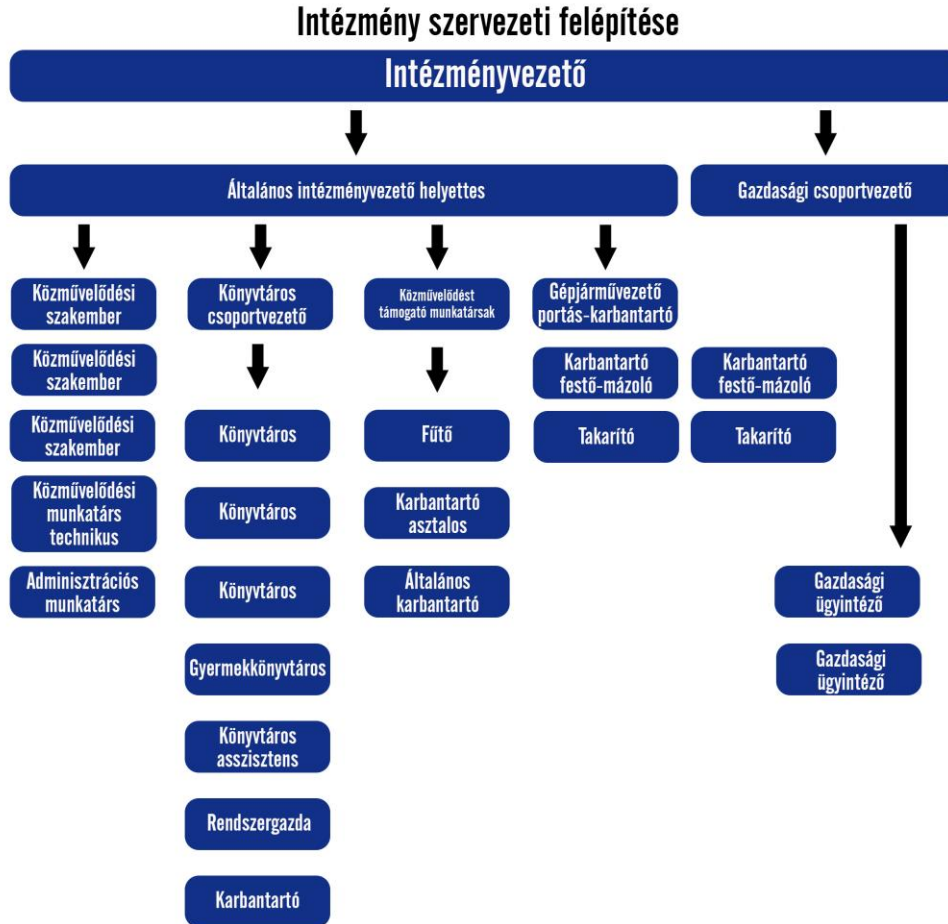 Intézmény szervezeti felépítése
Intézményvezető
Általános intézményvezető helyettes
Gazdasági csoportvezető
Közművelődési
szakember
Közművelődési
szakember
Közművelődési
szakember
Közművelődési
munkatárs
technikus
Adminisztrációs
munkatárs
Könyvtáros
csoportvezető
Könyvtáros
Könyvtáros
Könyvtáros
Gyermekkönyvtáros
Könyvtáros
asszisztens
Rendszergazda
Karbantartó
Közművelődést
támogató munkatársak
Fűtő
Karbantartó
asztalos
Általános
karbantartó
Gépjárművezető
portás-karbantartó
Karbantartó
festő-mázoló
Takarító
Karbantartó
festő-mázoló
Takarító
Gazdasági
ügyintéző
Gazdasági
ügyintéző